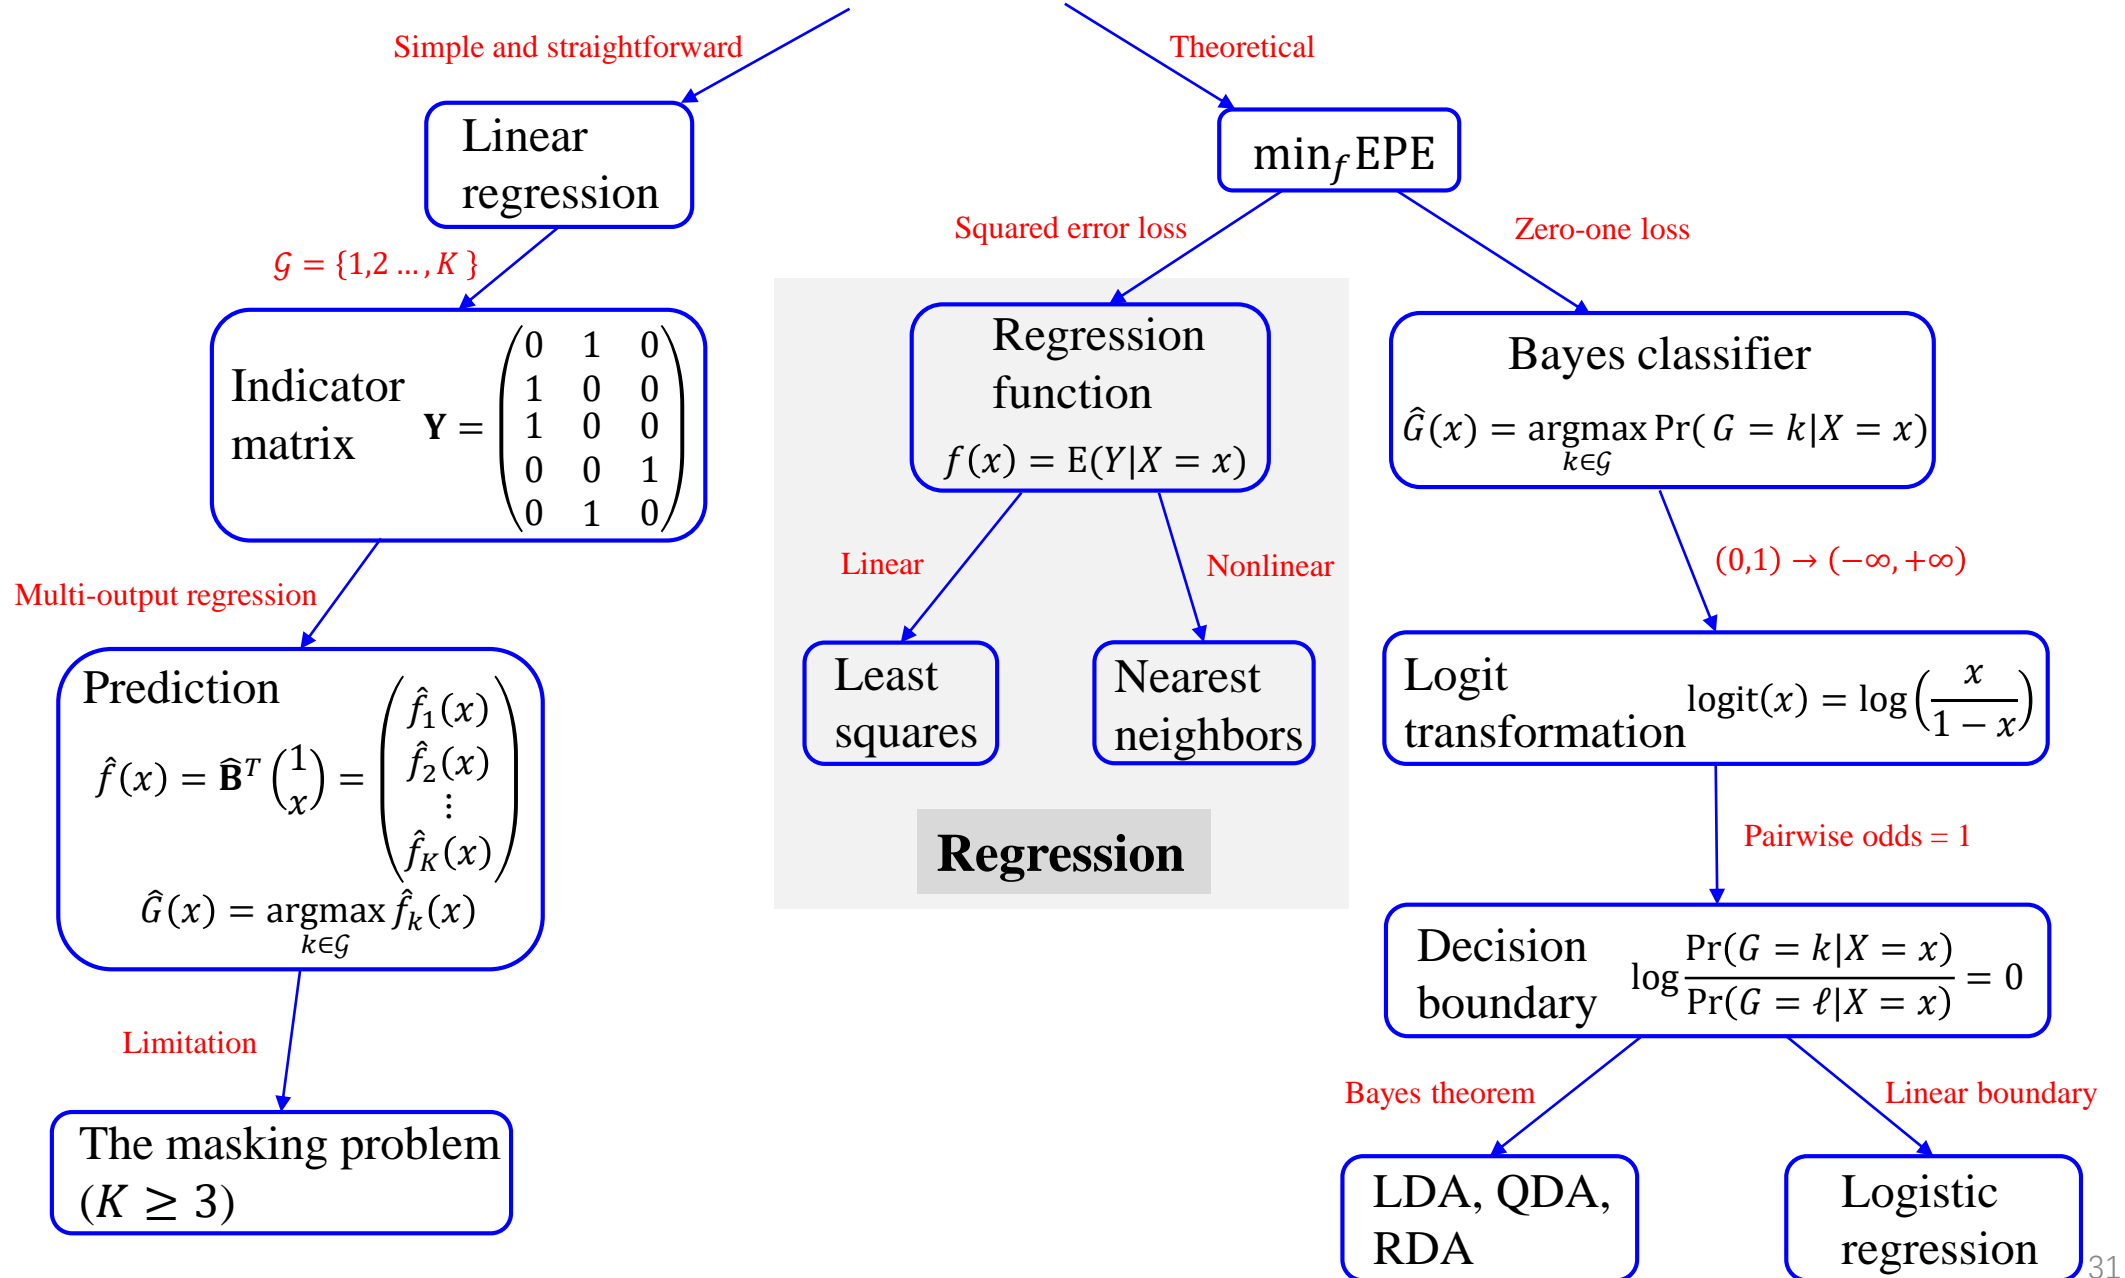 Simple and straightforward
Theoretical
Linear
regression
min_f EPE
𝒢 = {1,2 …, K }
Squared error loss
Zero-one loss
Indicator
matrix
Y =
0 1 0
1 0 0
1 0 0
0 0 1
0 1 0
Regression
function
f(x) = E(Y|X = x)
Bayes classifier
Ĝ(x) = argmax Pr( G = k|X = x)
k∈𝒢
Multi-output regression
Linear
Nonlinear
(0,1) → (−∞, +∞)
Prediction
f̂(x) = B̂ᵀ (1 x) = (f̂₁(x) f̂₂(x) ⋮ f̂_K(x))
Ĝ(x) = argmax f̂ₖ(x)
k∈𝒢
Least
squares
Nearest
neighbors
Regression
Logit
transformation
logit(x) = log(x / (1 − x))
Pairwise odds = 1
Decision
boundary
log Pr(G = k|X = x) / Pr(G = ℓ|X = x) = 0
Limitation
Bayes theorem
Linear boundary
The masking problem
(K ≥ 3)
LDA, QDA,
RDA
Logistic
regression
31